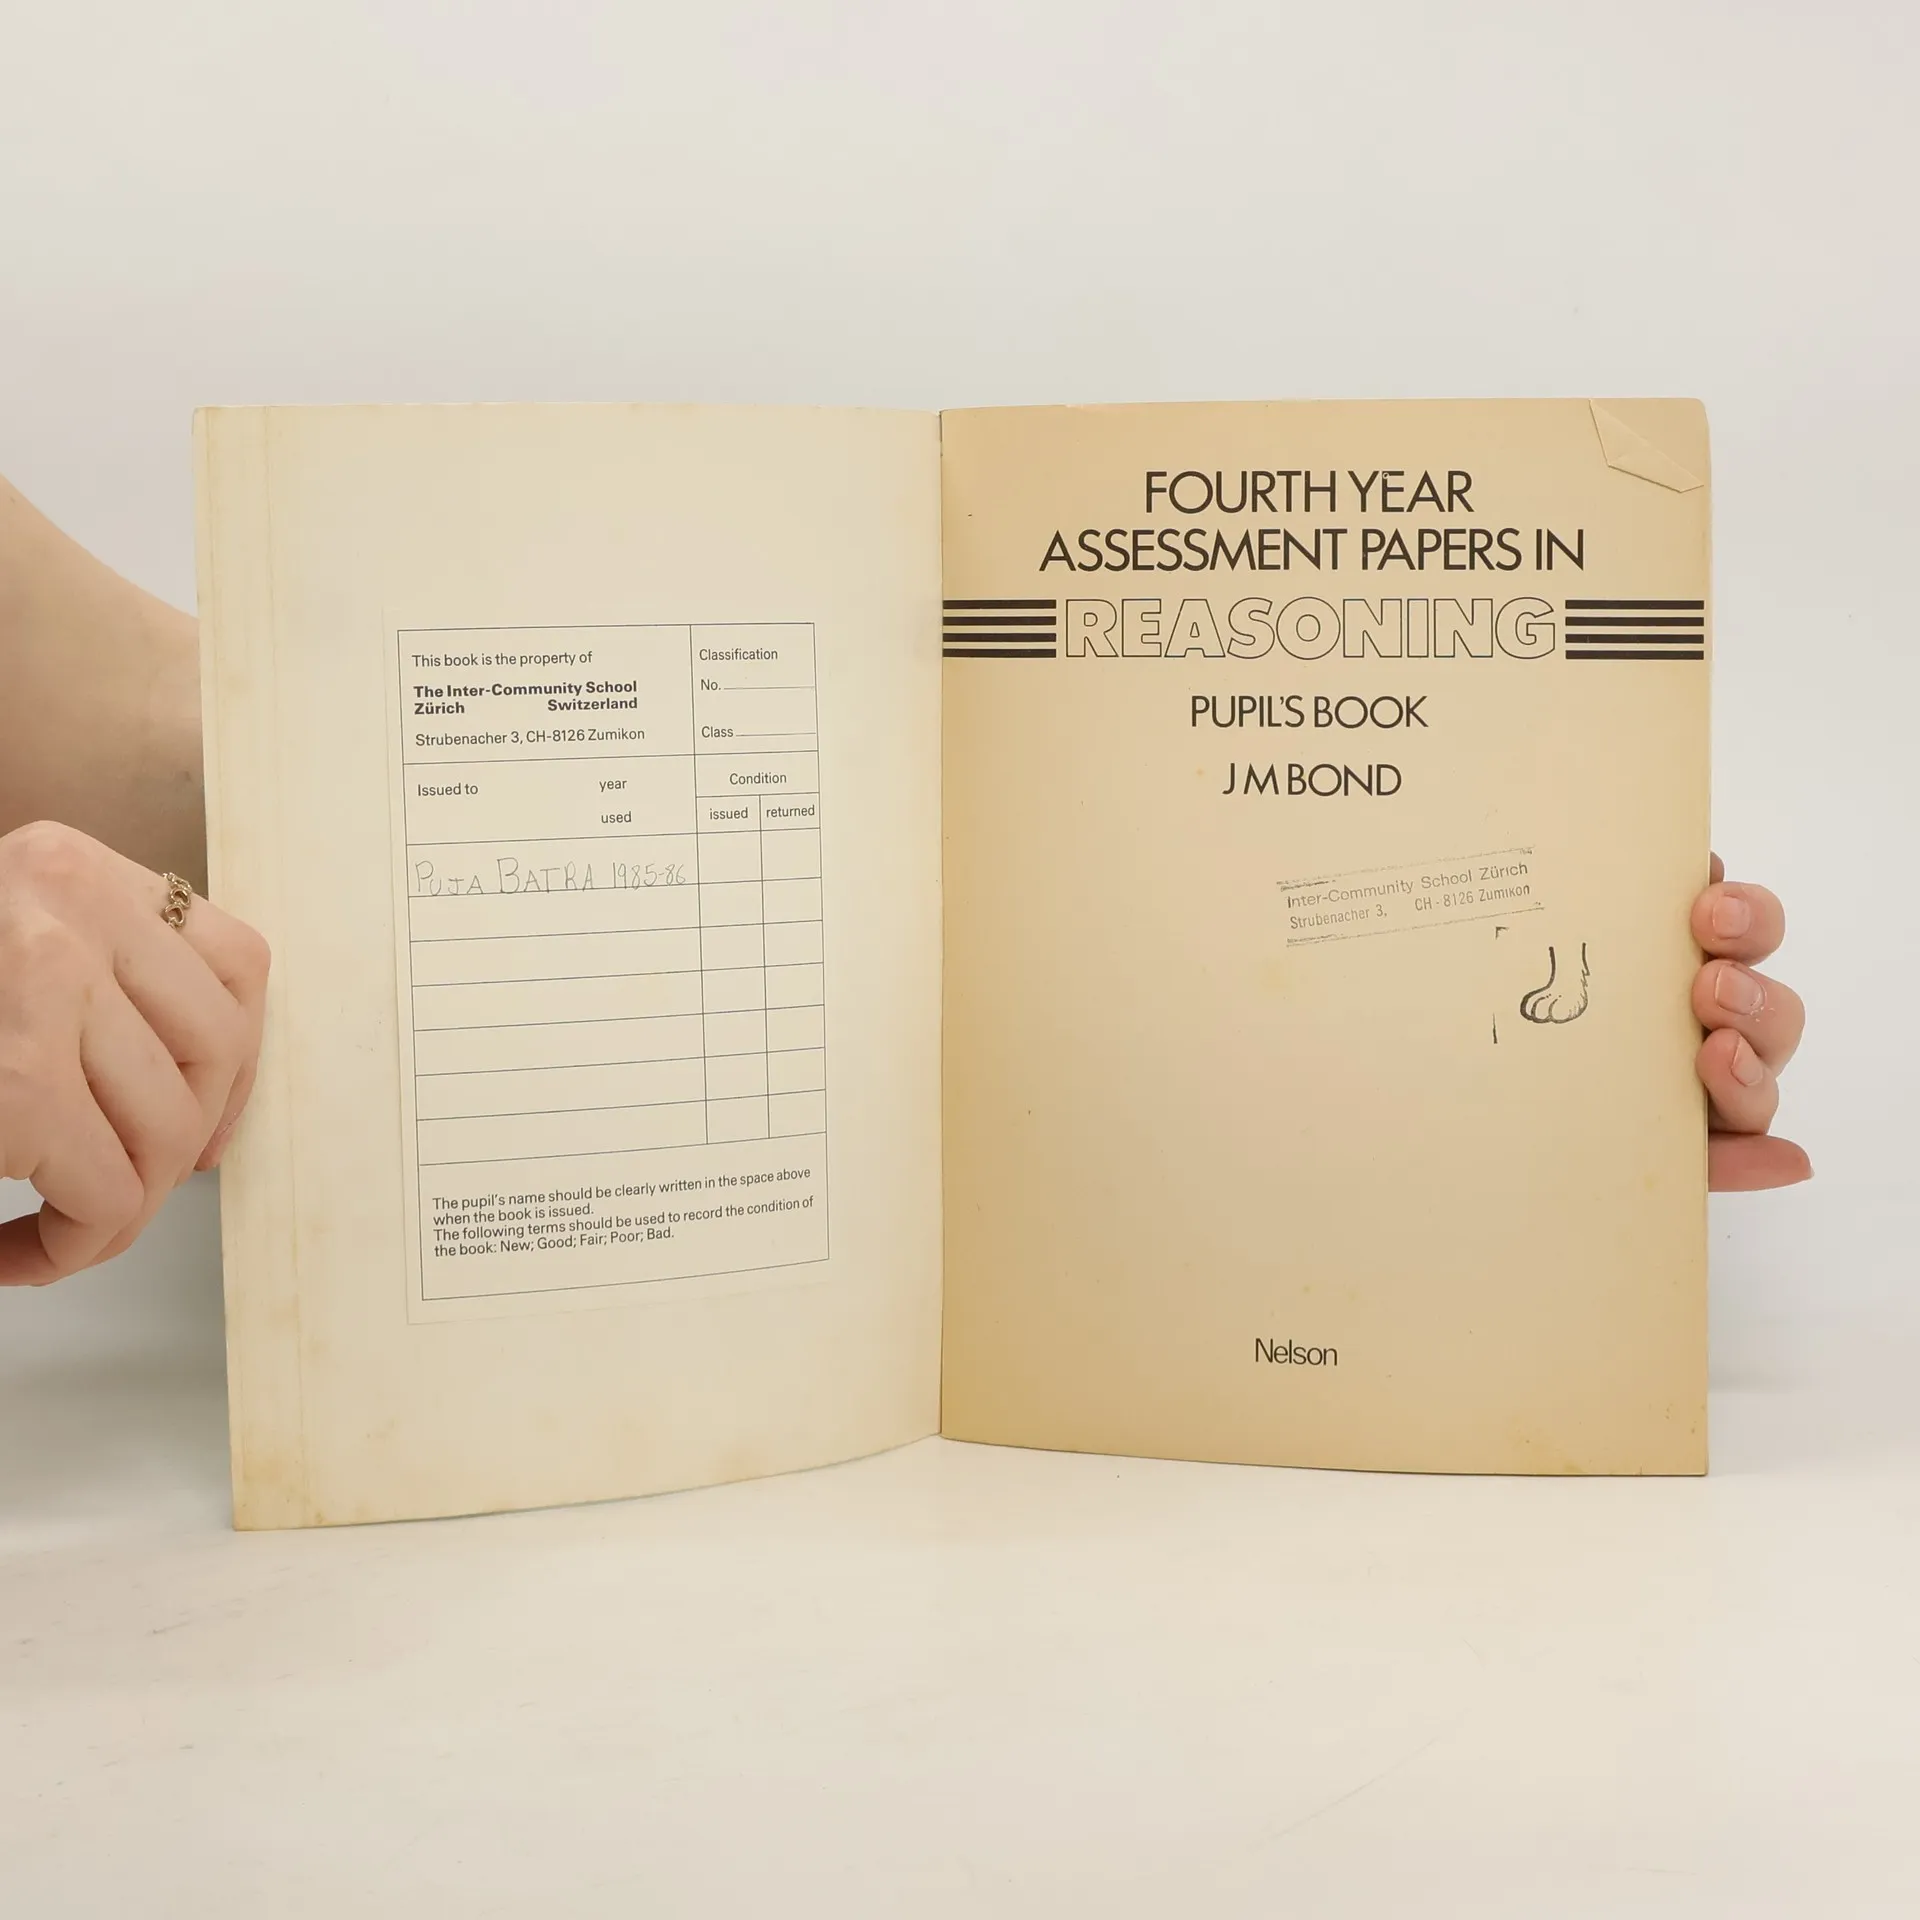 This book is the property of
The Inter-Community School
Zürich Switzerland
Strubenacher 3, CH-8126 Zumikon
Classification
No.
Class
Issued to
year
used
Condition
issued returned
PUJA BATRA 1985-86
The pupil's name should be clearly written in the space above
when the book is issued.
The following terms should be used to record the condition of
the book: New; Good; Fair; Poor; Bad.
FOURTH YEAR
ASSESSMENT PAPERS IN
REASONING
PUPIL'S BOOK
J M BOND
Inter-Community School Zürich
Strubenacher 3, CH-8126 Zumikon
Nelson